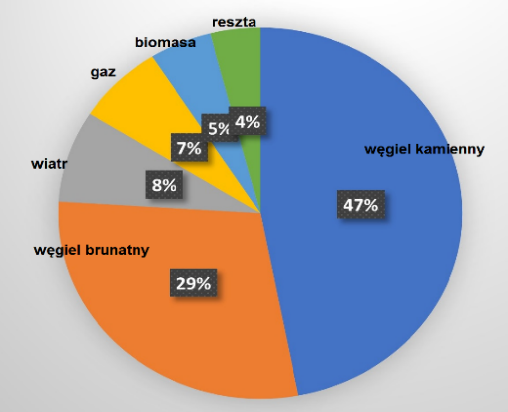 reszta
biomasa
gaz
5%
4%
7%
węgiel kamienny
wiatr
8%
47%
węgiel brunatny
29%